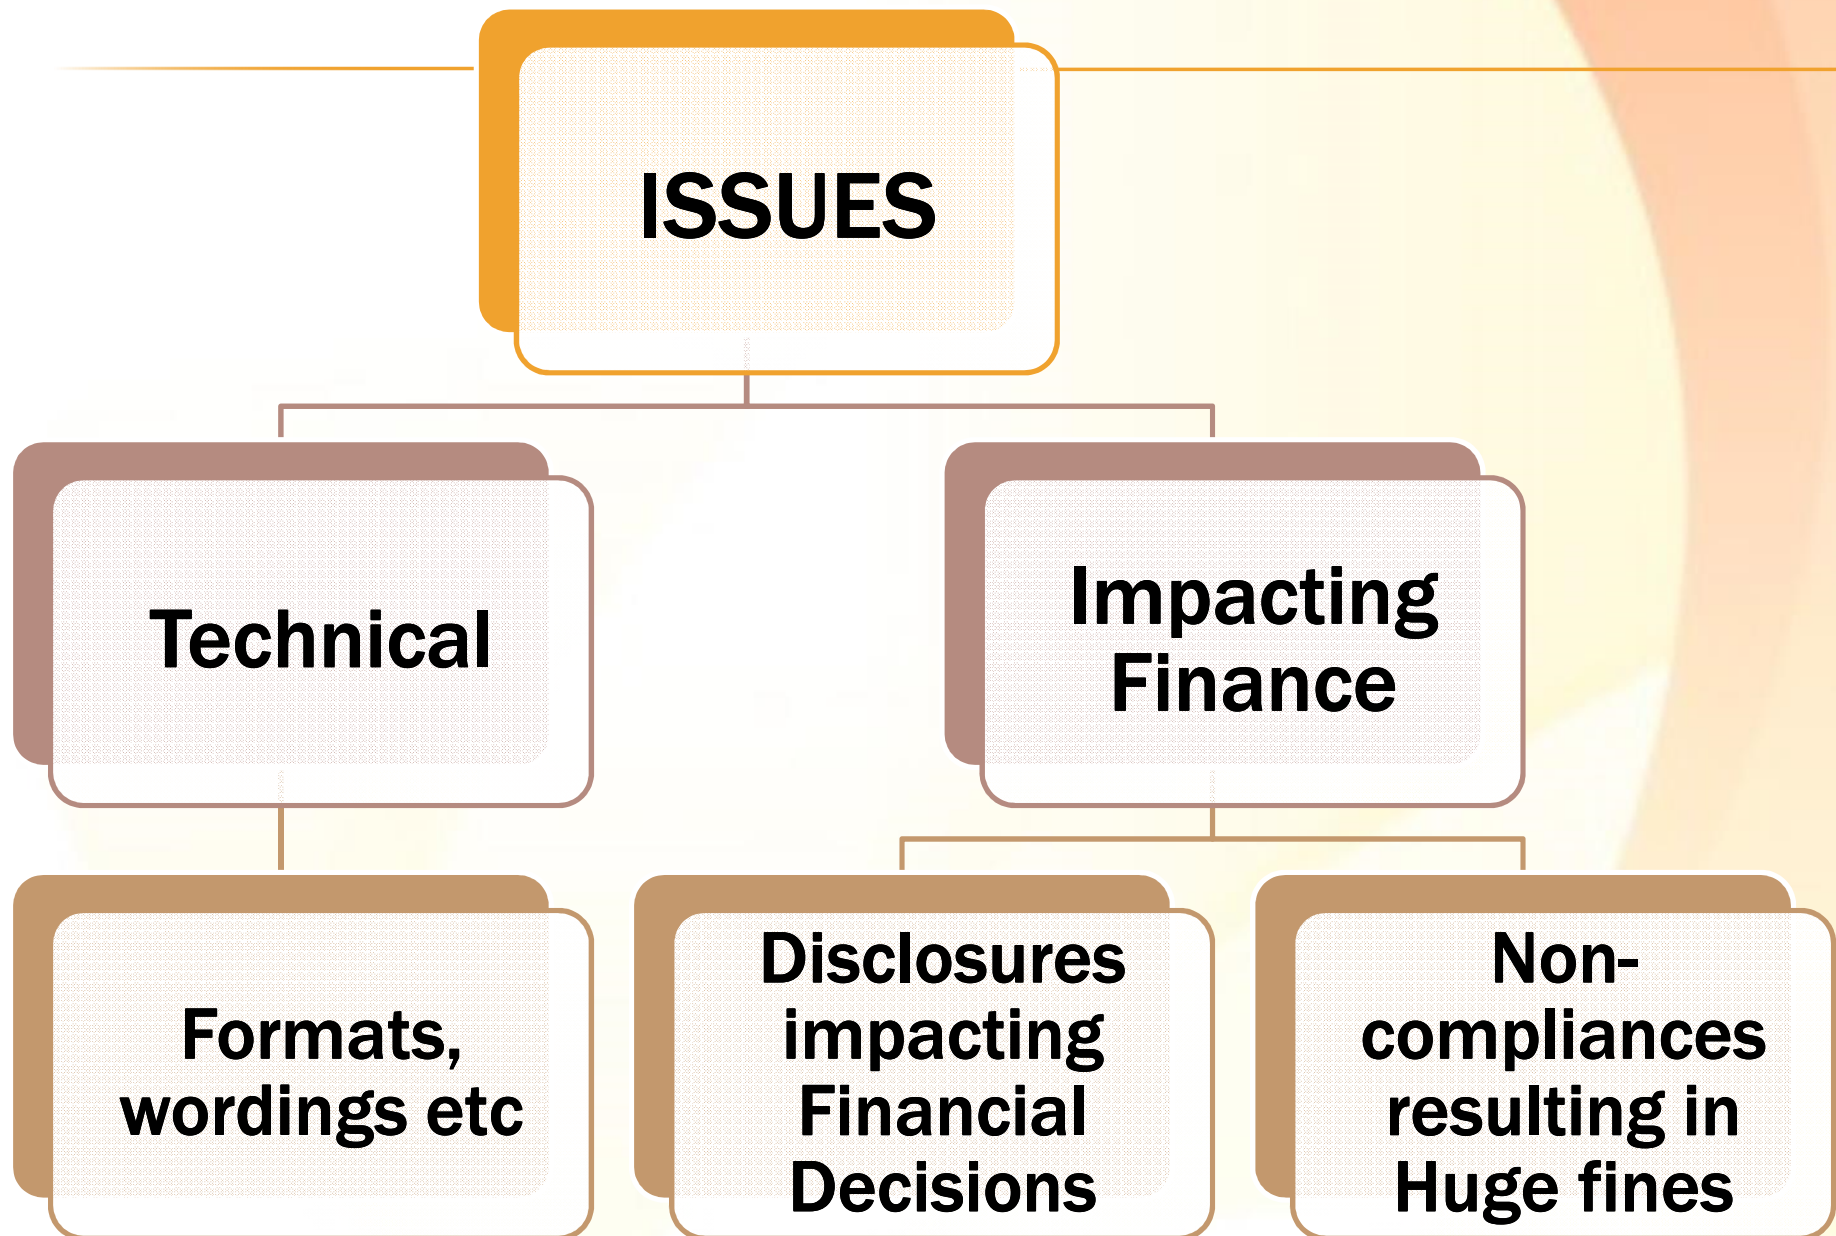 ISSUES
Technical
Impacting
Finance
Formats,
wordings etc
Disclosures
impacting
Financial
Decisions
Non-
compliances
resulting in
Huge fines